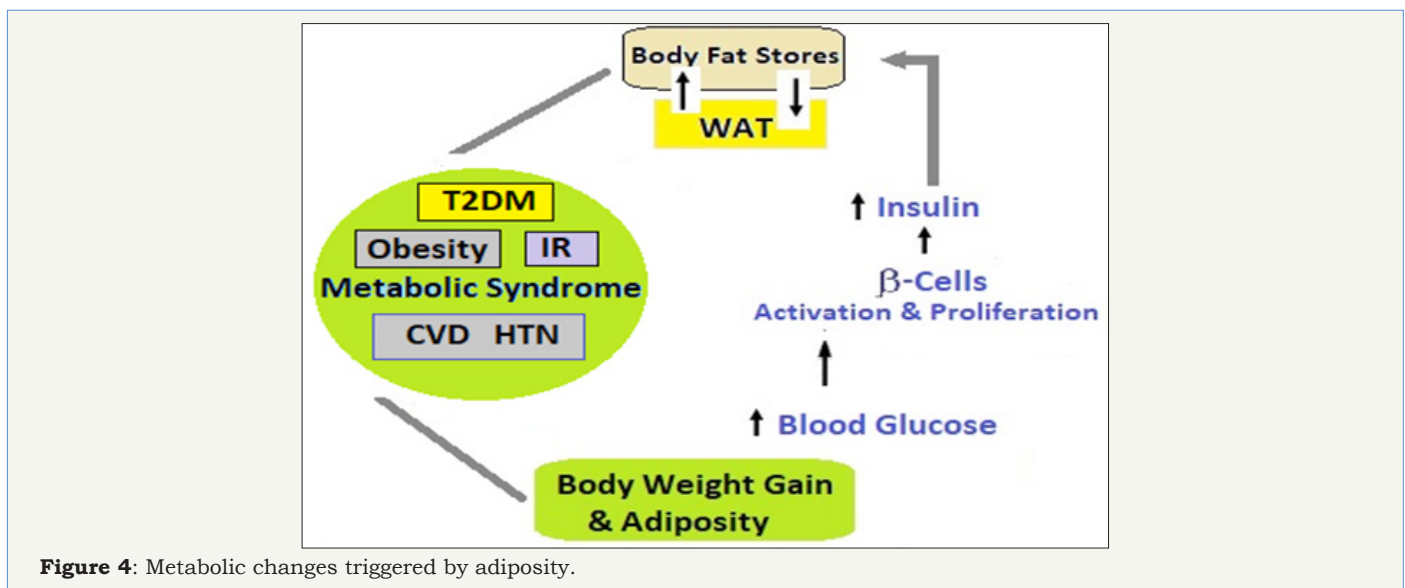 Body Fat Stores
WAT
T2DM
Obesity IR
Metabolic Syndrome
CVD HTN
Insulin
β-Cells
Activation & Proliferation
Blood Glucose
Body Weight Gain
& Adiposity
Figure 4: Metabolic changes triggered by adiposity.